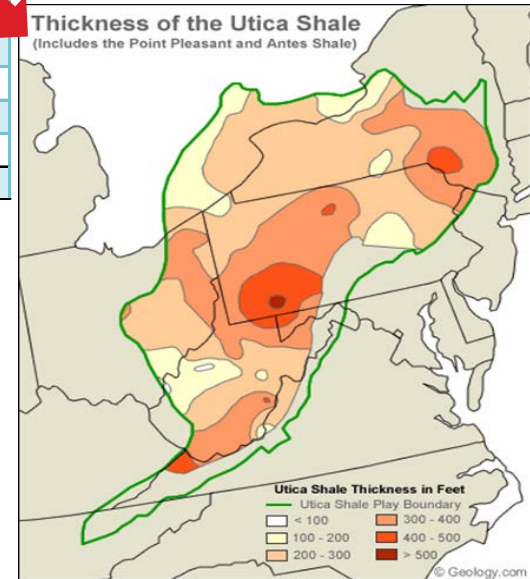 Thickness of the Utica Shale
(Includes the Point Pleasant and Antes Shale)
Utica Shale Thickness in Feet
Utica Shale Play Boundary
< 100
300 - 400
100 - 200
400 - 500
200 - 300
> 500
© Geology.com